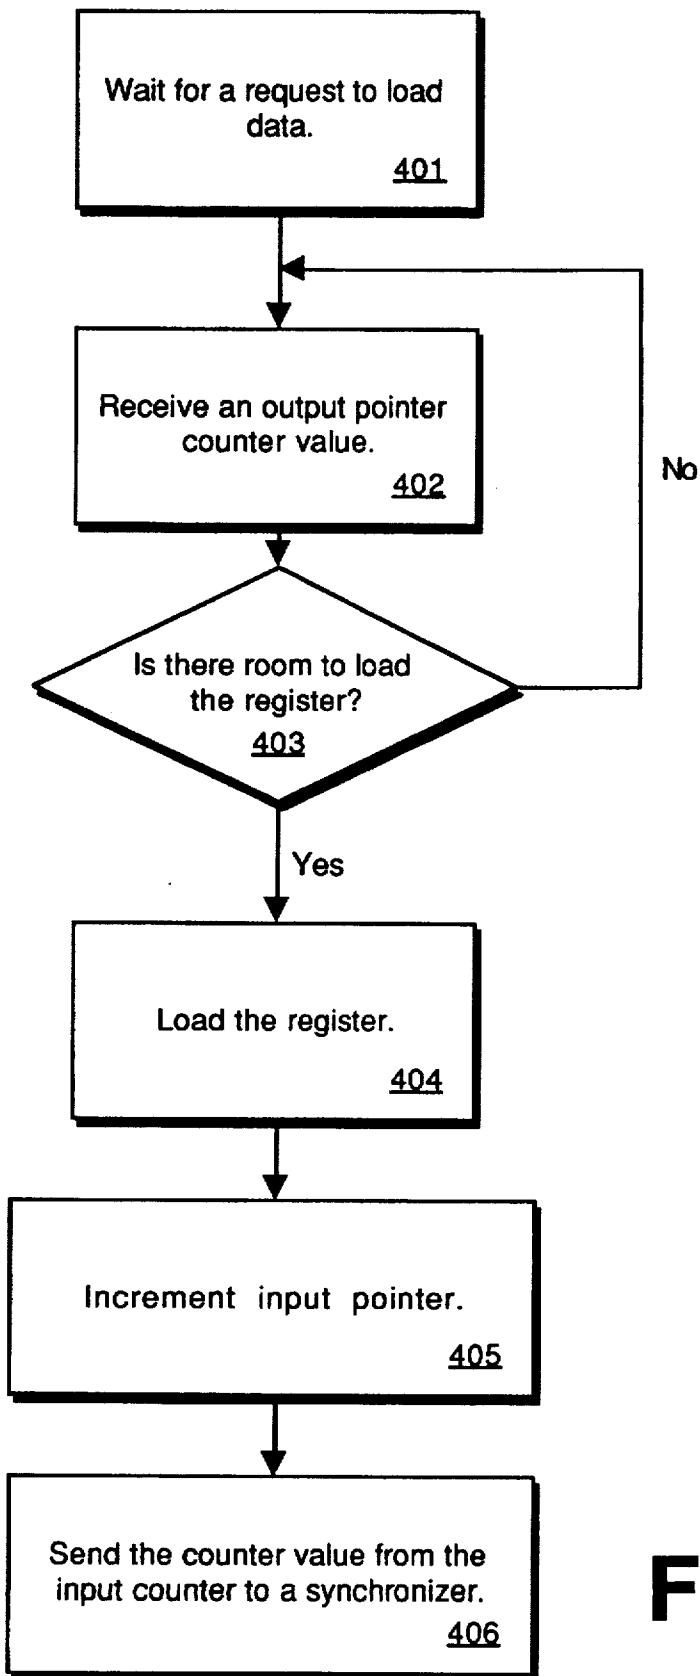 Wait for a request to load
data.
401
Receive an output pointer
counter value.
402
No
Is there room to load
the register?
403
Yes
Load the register.
404
Increment input pointer.
405
Send the counter value from the
input counter to a synchronizer.
406
F